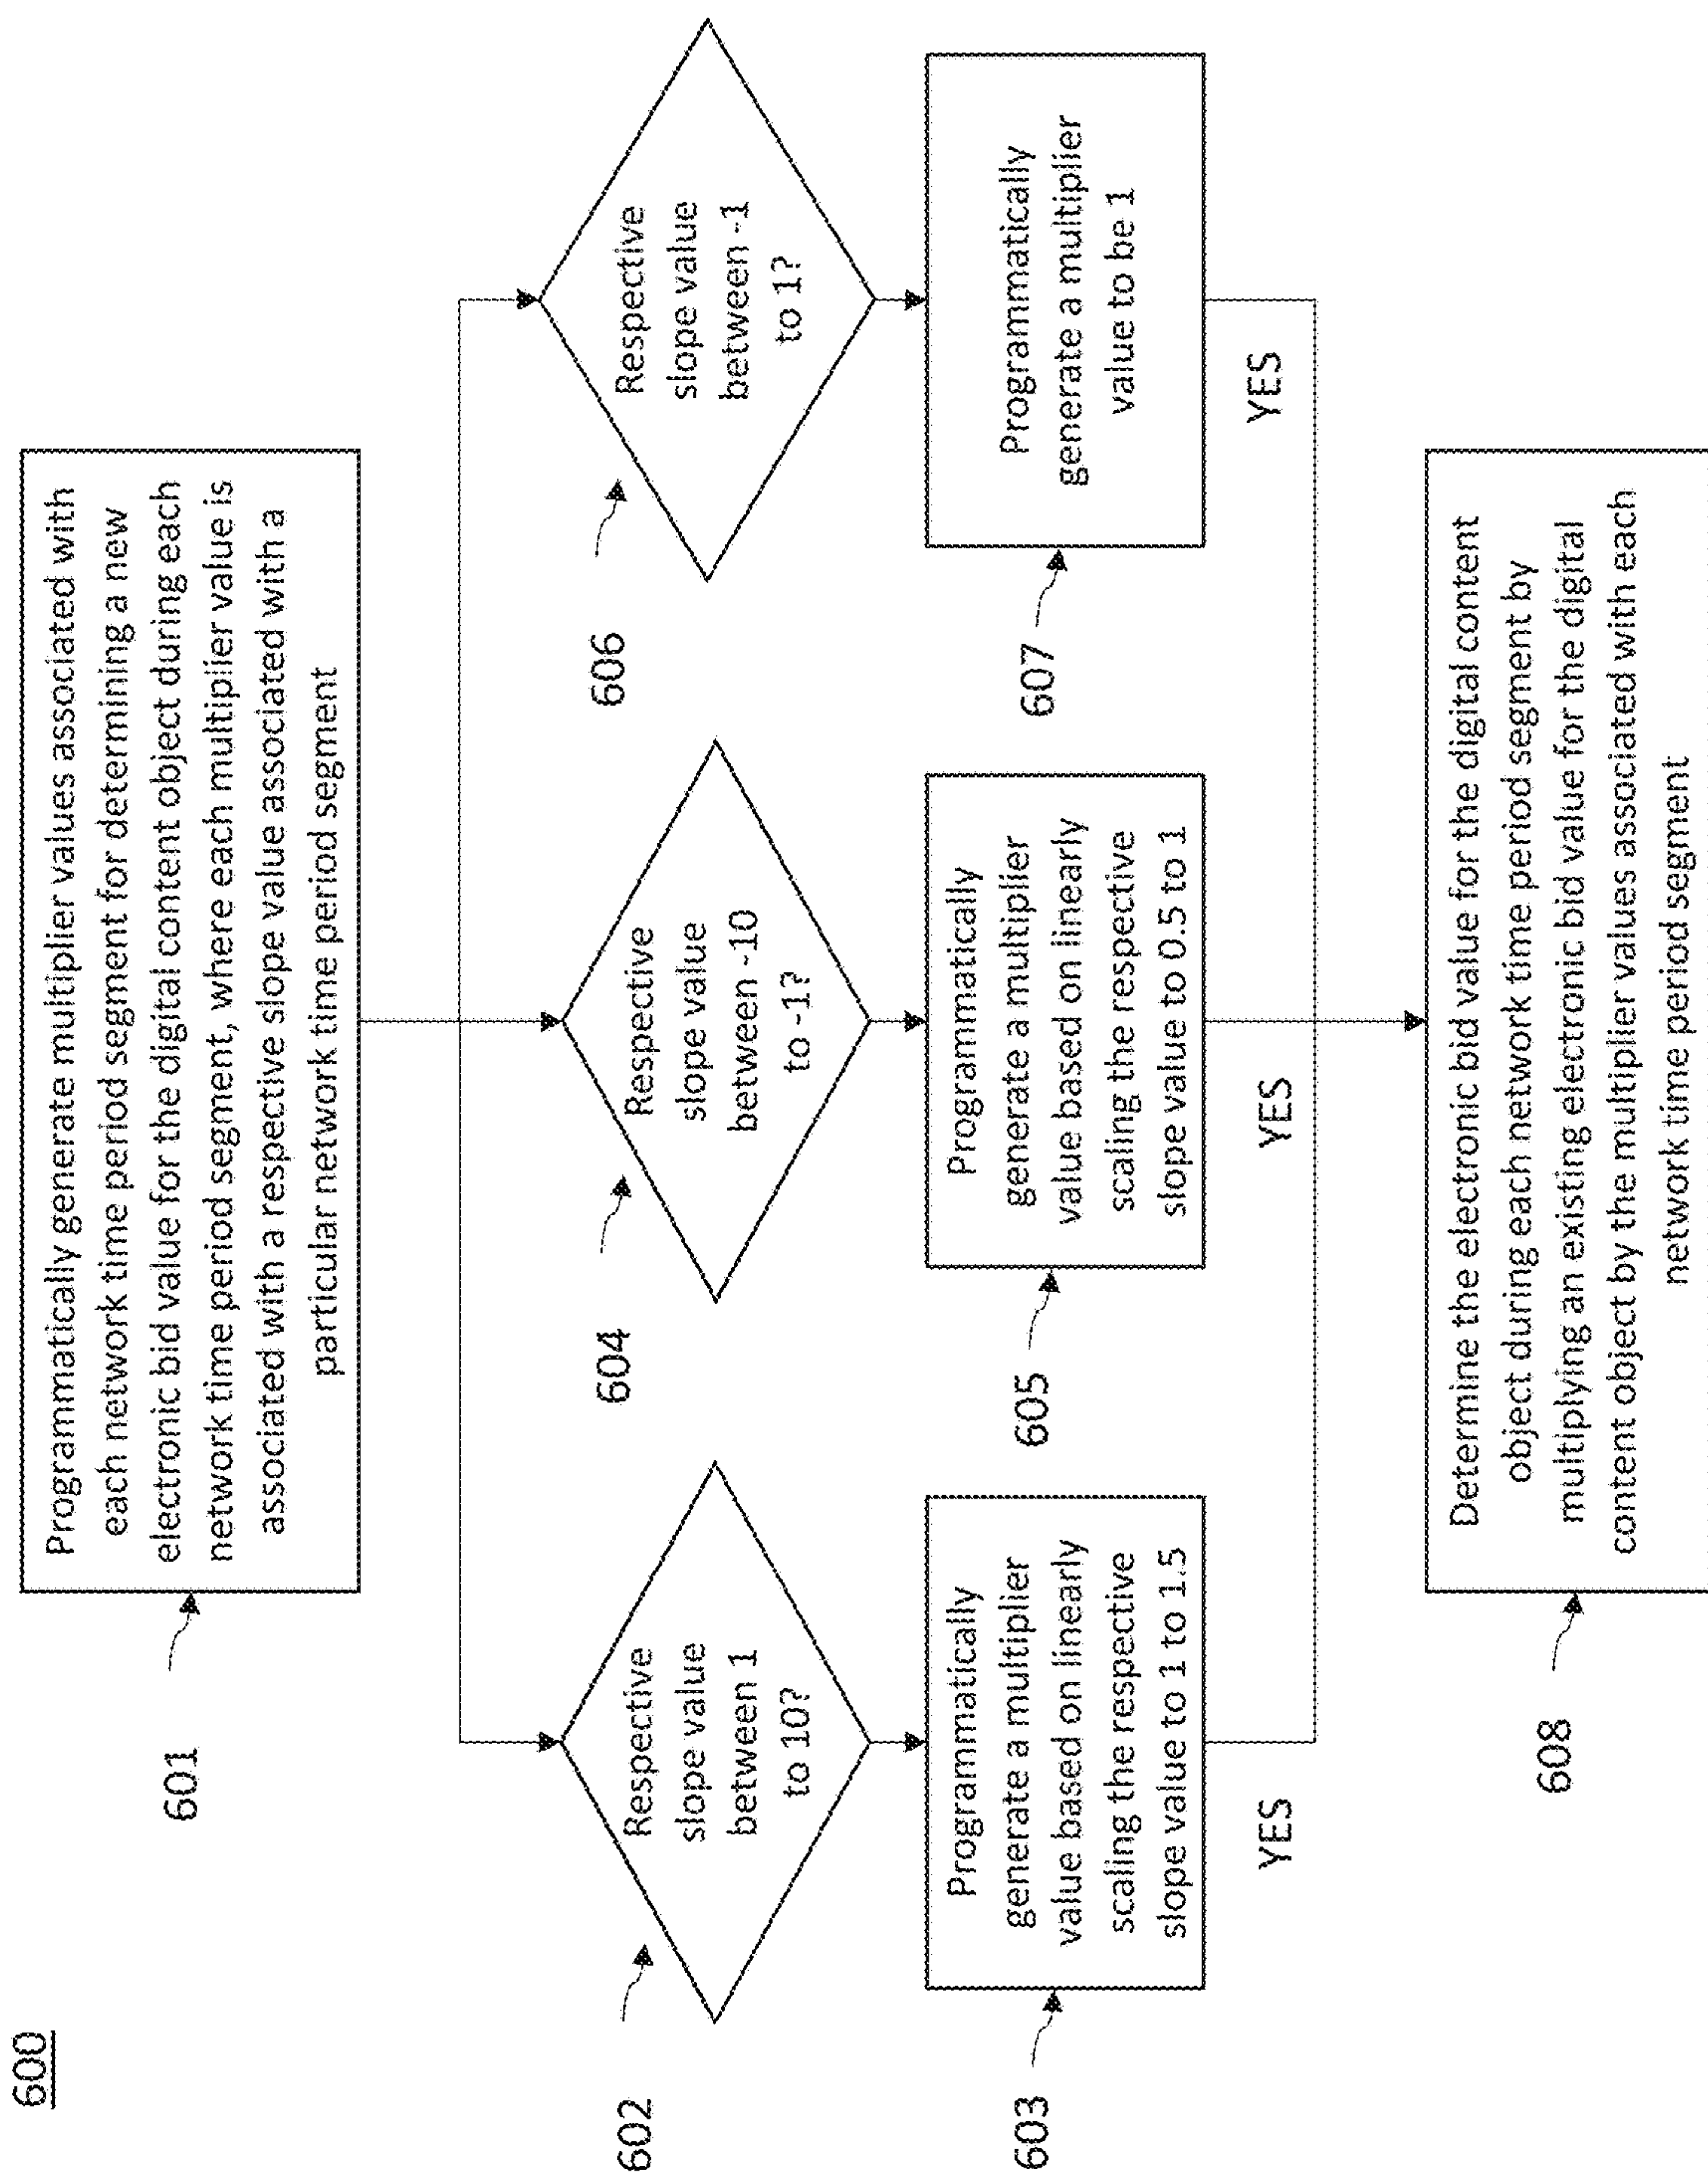 600
601
Programmatically generate multiplier values associated with
each network time period segment for determining a new
electronic bid value for the digital content object during each
network time period segment, where each multiplier value is
associated with a respective slope value associated with a
particular network time period segment
602
Respective
slope value
between 1
to 10?
604
Respective
slope value
between -10
to -1?
606
Respective
slope value
between -1
to 1?
603
Programmatically
generate a multiplier
value based on linearly
scaling the respective
slope value to 1 to 1.5
605
Programmatically
generate a multiplier
value based on linearly
scaling the respective
slope value to 0.5 to 1
607
Programmatically
generate a multiplier
value to be 1
YES
YES
YES
608
Determine the electronic bid value for the digital content
object during each network time period segment by
multiplying an existing electronic bid value for the digital
content object by the multiplier values associated with each
network time period segment